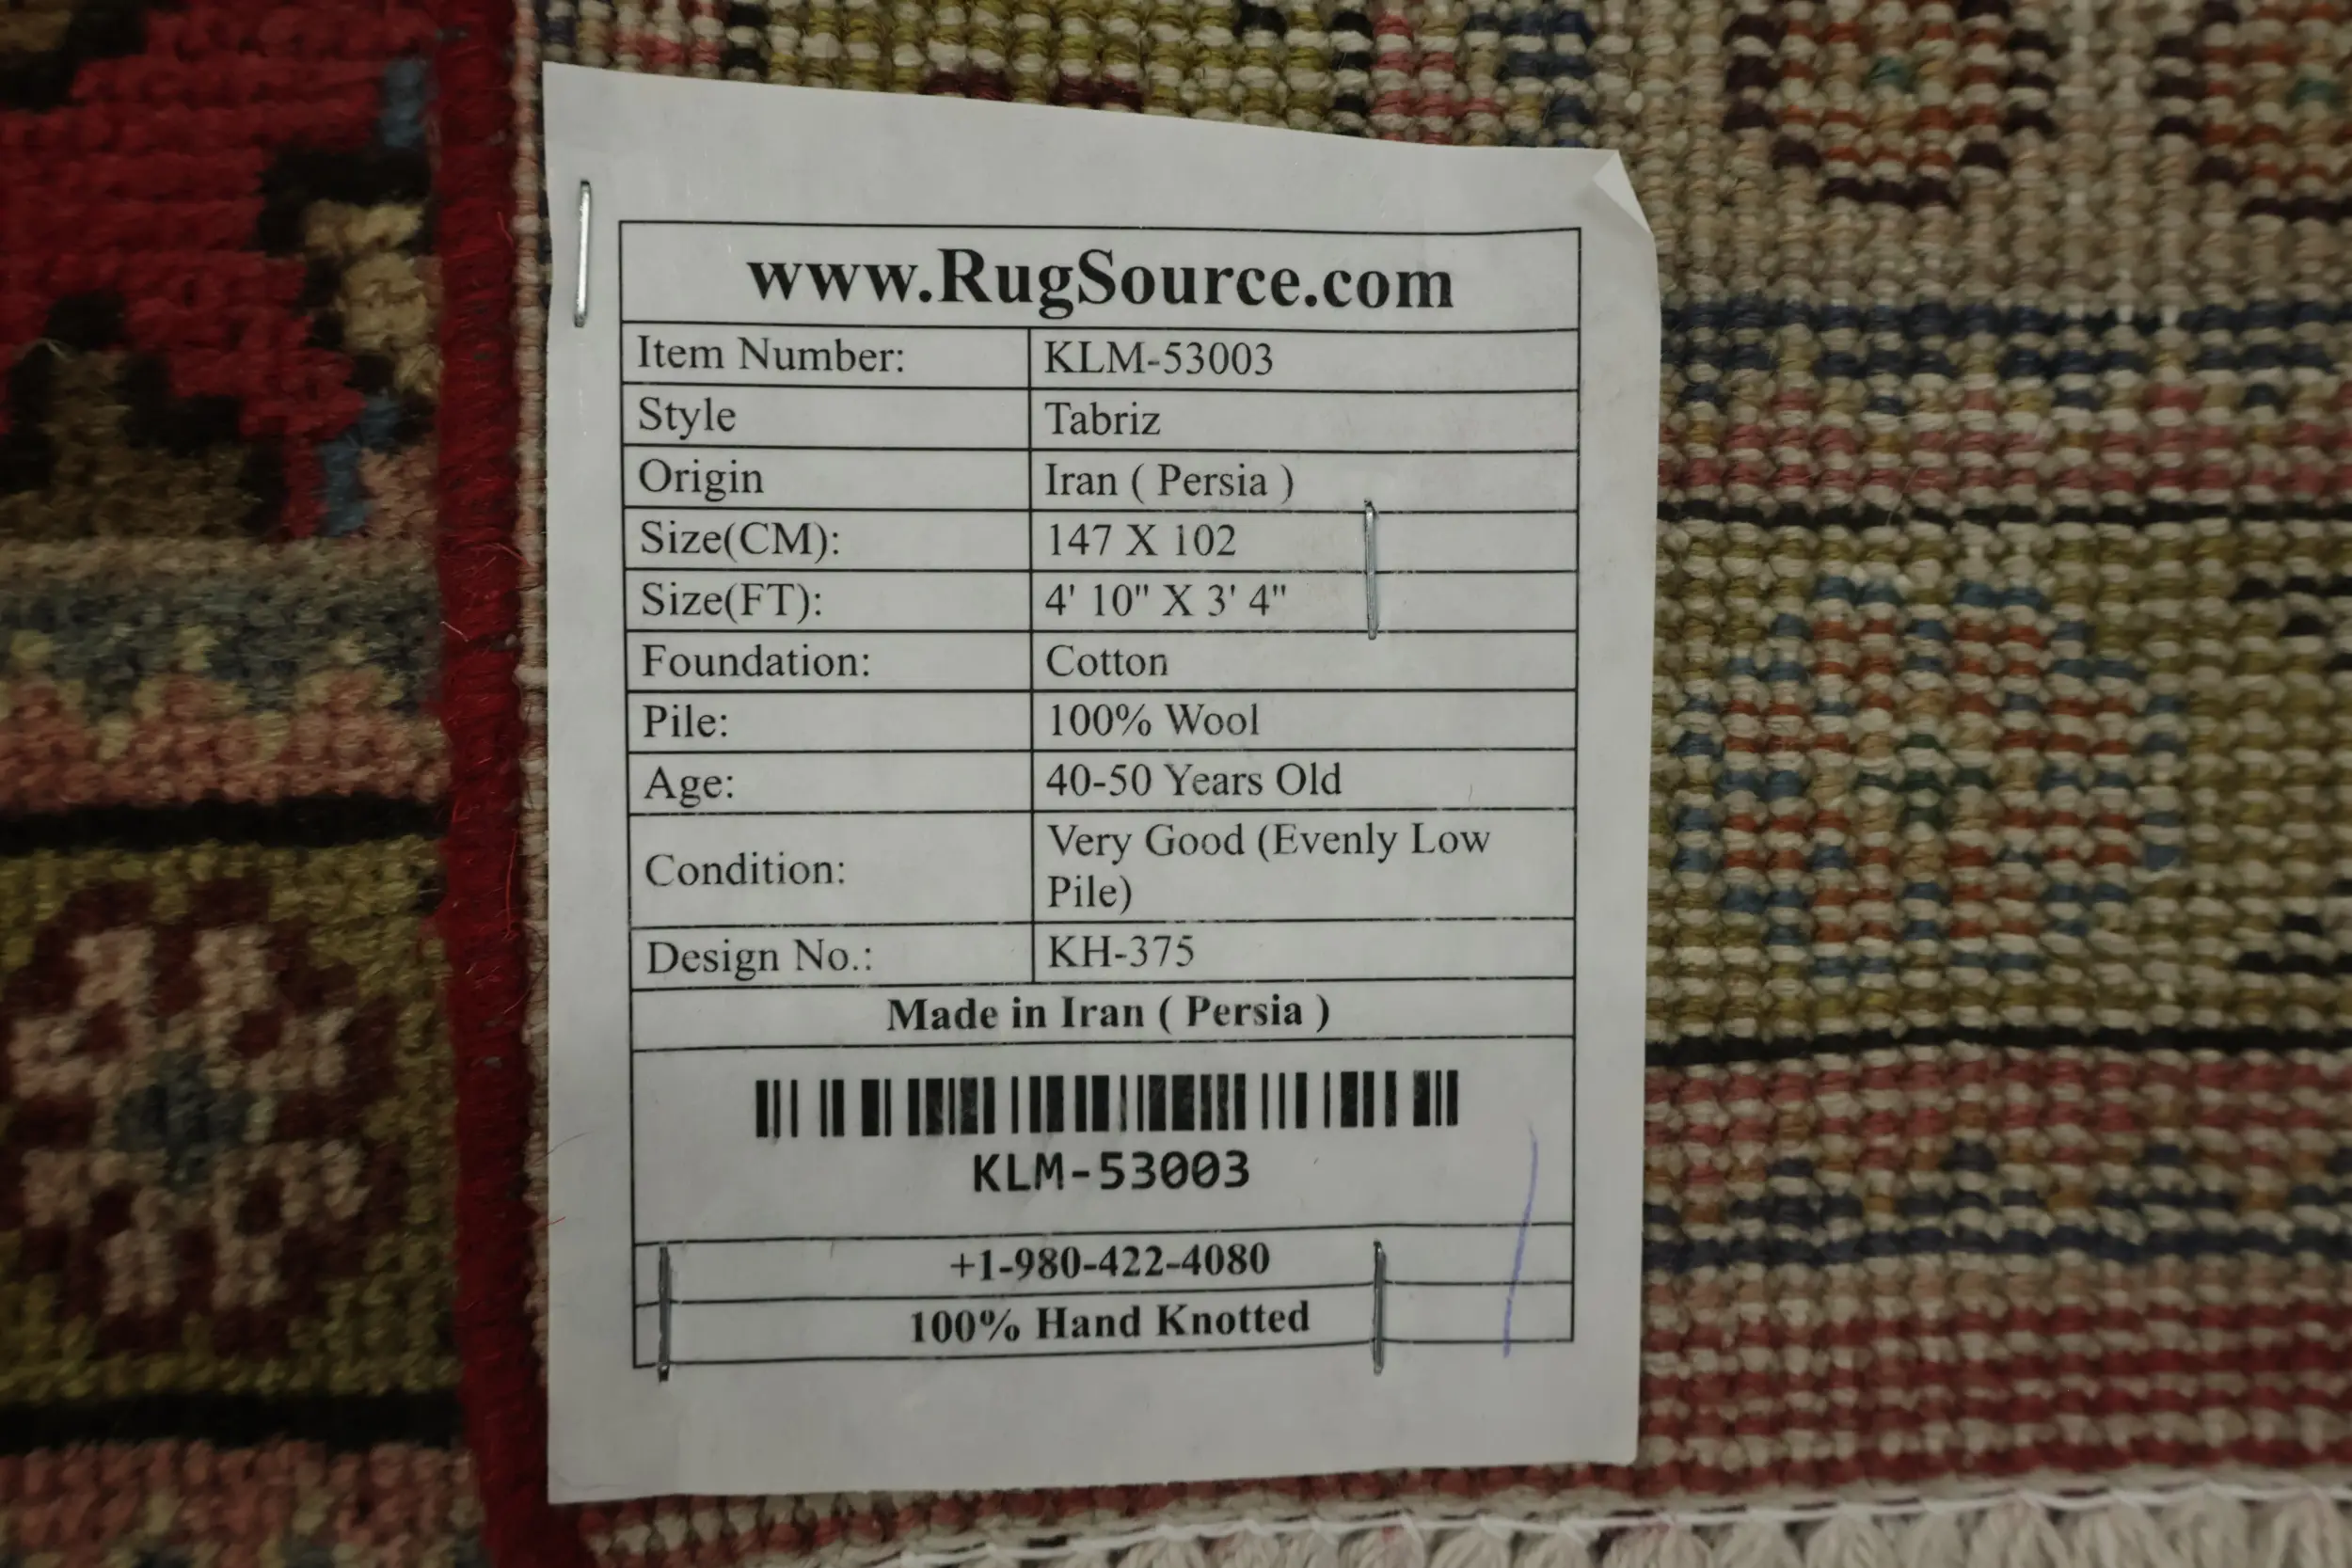 www.RugSource.com
Item Number: KLM-53003
Style Tabriz
Origin Iran ( Persia )
Size(CM): 147 X 102
Size(FT): 4' 10" X 3' 4"
Foundation: Cotton
Pile: 100% Wool
Age: 40-50 Years Old
Condition: Very Good (Evenly Low
Pile)
Design No.: KH-375
Made in Iran ( Persia )
KLM-53003
+1-980-422-4080
100% Hand Knotted